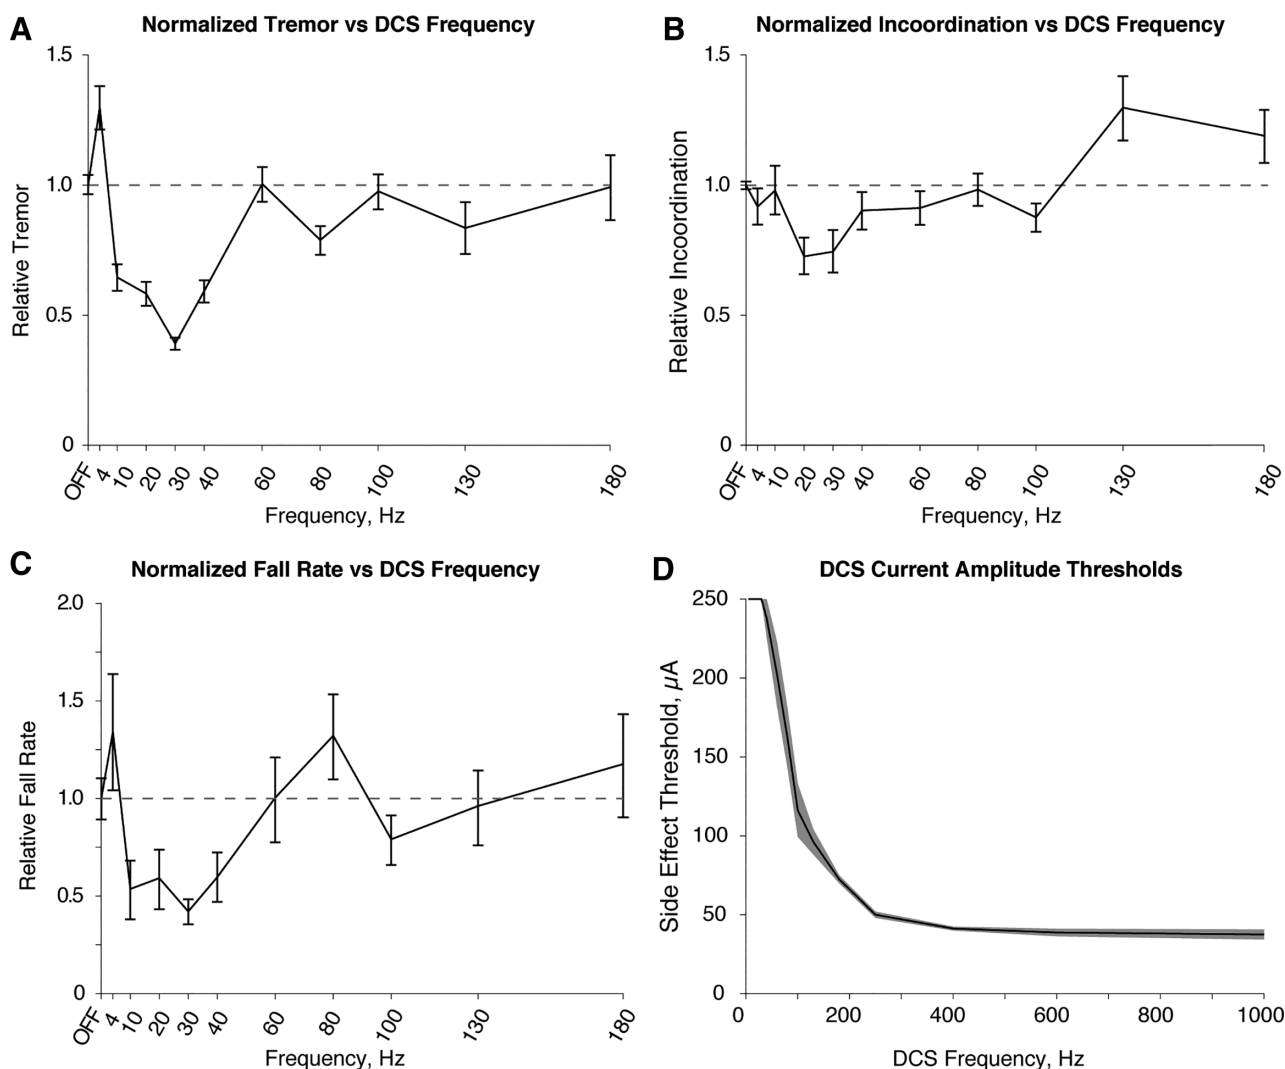 A
Normalized Tremor vs DCS Frequency
1.5
1.0
0.5
0
Relative Tremor
OFF 4 10 20 30 40 60 80 100 130 180
Frequency, Hz
B
Normalized Incoordination vs DCS Frequency
1.5
1.0
0.5
0
Relative Incoordination
OFF 4 10 20 30 40 60 80 100 130 180
Frequency, Hz
C
Normalized Fall Rate vs DCS Frequency
2.0
1.5
1.0
0.5
0
Relative Fall Rate
OFF 4 10 20 30 40 60 80 100 130 180
Frequency, Hz
D
DCS Current Amplitude Thresholds
250
200
150
100
50
0
Side Effect Threshold, µA
0 200 400 600 800 1000
DCS Frequency, Hz